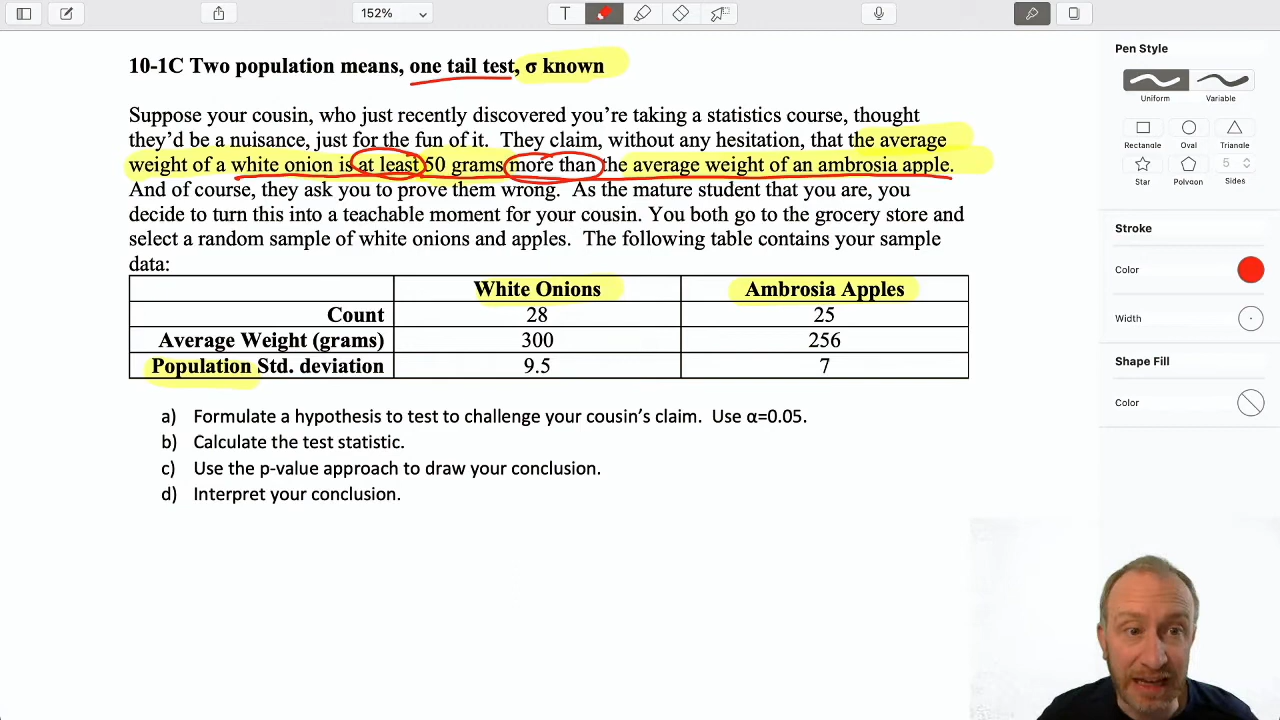 152%
T
10-1C Two population means, one tail test, σ known
Suppose your cousin, who just recently discovered you’re taking a statistics course, thought
they’d be a nuisance, just for the fun of it. They claim, without any hesitation, that the average
weight of a white onion is at least 50 grams more than the average weight of an ambrosia apple.
And of course, they ask you to prove them wrong. As the mature student that you are, you
decide to turn this into a teachable moment for your cousin. You both go to the grocery store and
select a random sample of white onions and apples. The following table contains your sample
data:
White Onions Ambrosia Apples
Count 28 25
Average Weight (grams) 300 256
Population Std. deviation 9.5 7
a) Formulate a hypothesis to test to challenge your cousin’s claim. Use α=0.05.
b) Calculate the test statistic.
c) Use the p-value approach to draw your conclusion.
d) Interpret your conclusion.
Pen Style
Uniform Variable
Rectangle Oval Triangle
Star Polygon Sides
5
Stroke
Color
Width
Shape Fill
Color